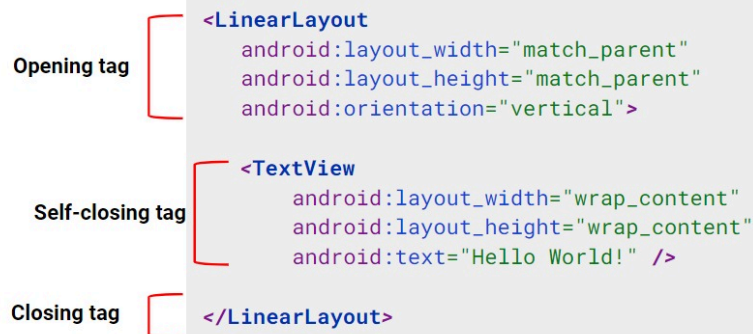 <LinearLayout
Opening tag
android:layout_width="match_parent"
android:layout_height="match_parent"
android:orientation="vertical">
<TextView
Self-closing tag
android:layout_width="wrap_content"
android:layout_height="wrap_content"
android:text="Hello World!" />
Closing tag
</LinearLayout>